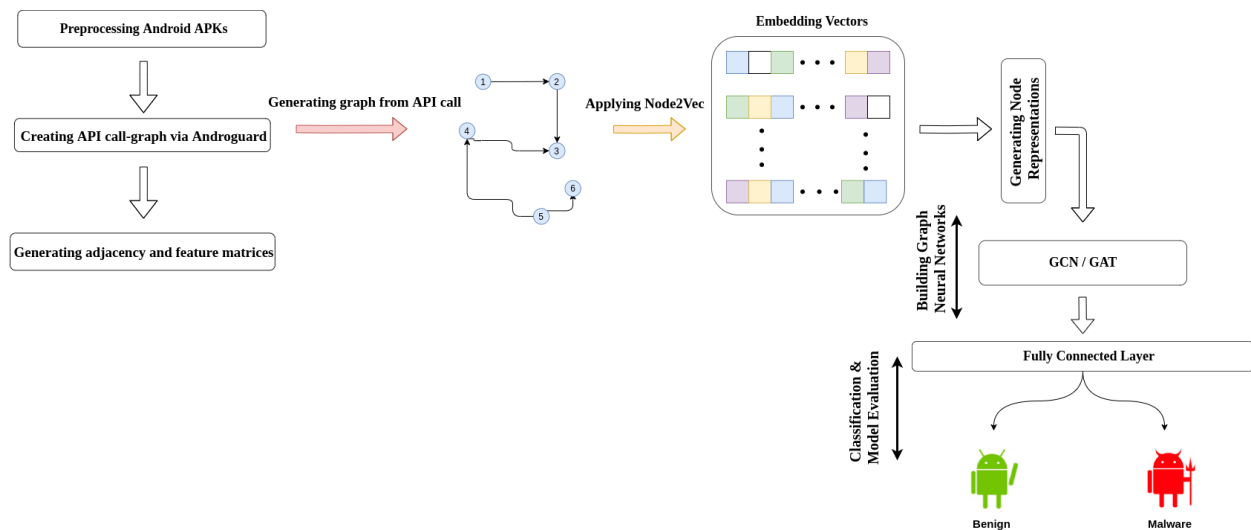 Preprocessing Android APKs
Creating API call-graph via Androguard
Generating adjacency and feature matrices
Generating graph from API call
1
2
3
4
5
6
Applying Node2Vec
Embedding Vectors
Generating Node
Representations
Building Graph
Neural Networks
GCN / GAT
Fully Connected Layer
Classification &
Model Evaluation
Benign
Malware